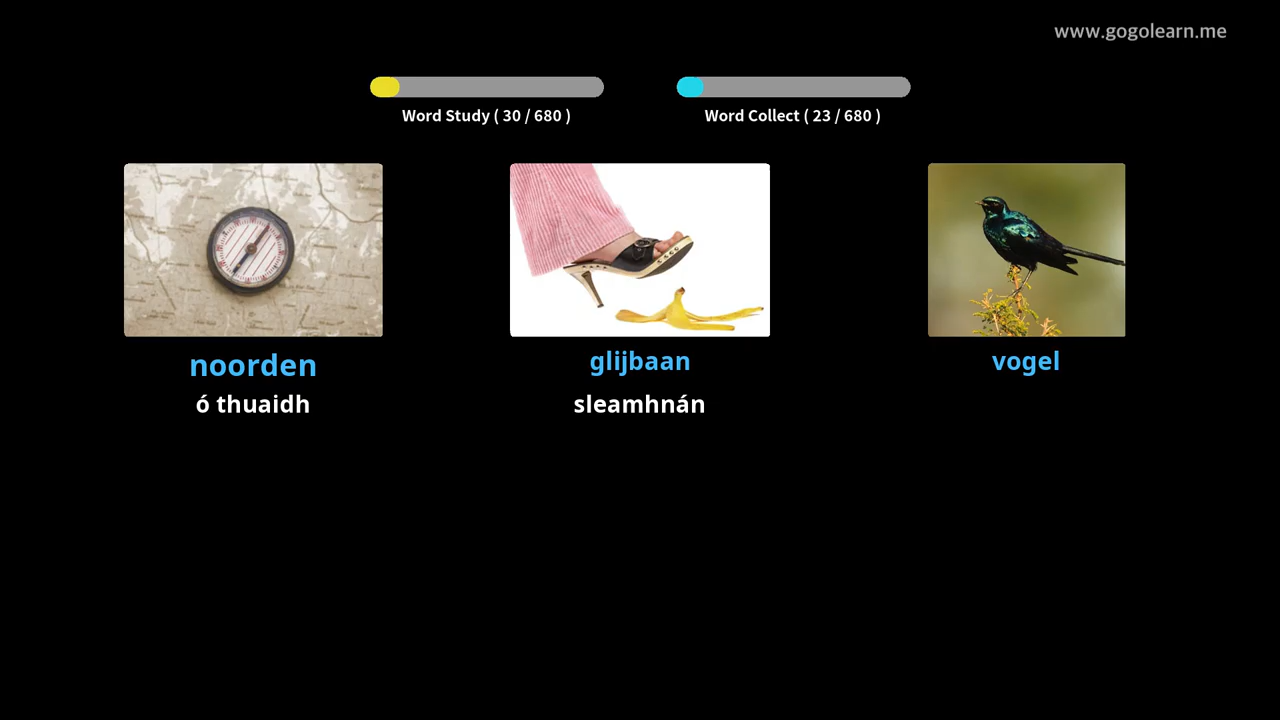 www.gogolearn.me
Word Study ( 30 / 680 )
Word Collect ( 23 / 680 )
noorden
glijbaan
vogel
ó thuaidh
sleamhnán